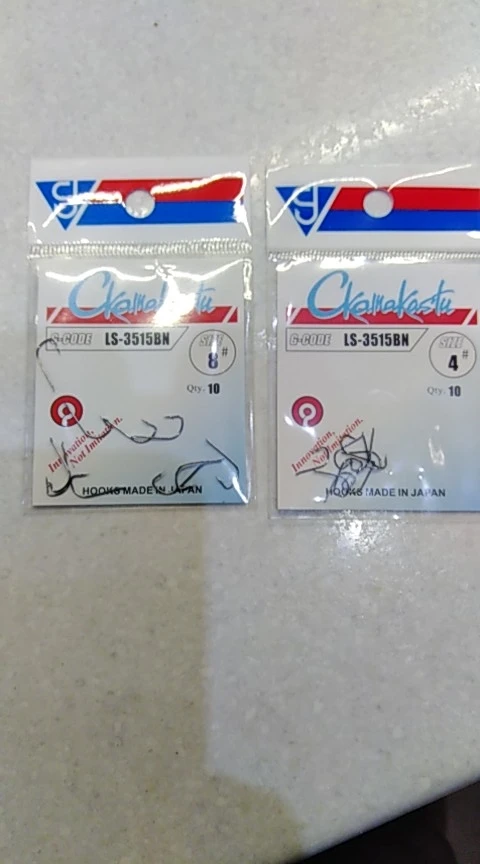 Ckamakastu
G-CODE LS-3515BN SIZE
8#
Qty. 10
Innovation,
Not Imitation.
HOOKS MADE IN JAPAN
Ckamakastu
G-CODE LS-3515BN SIZE
4#
Qty. 10
Innovation,
Not Imitation.
HOOKS MADE IN JAPAN